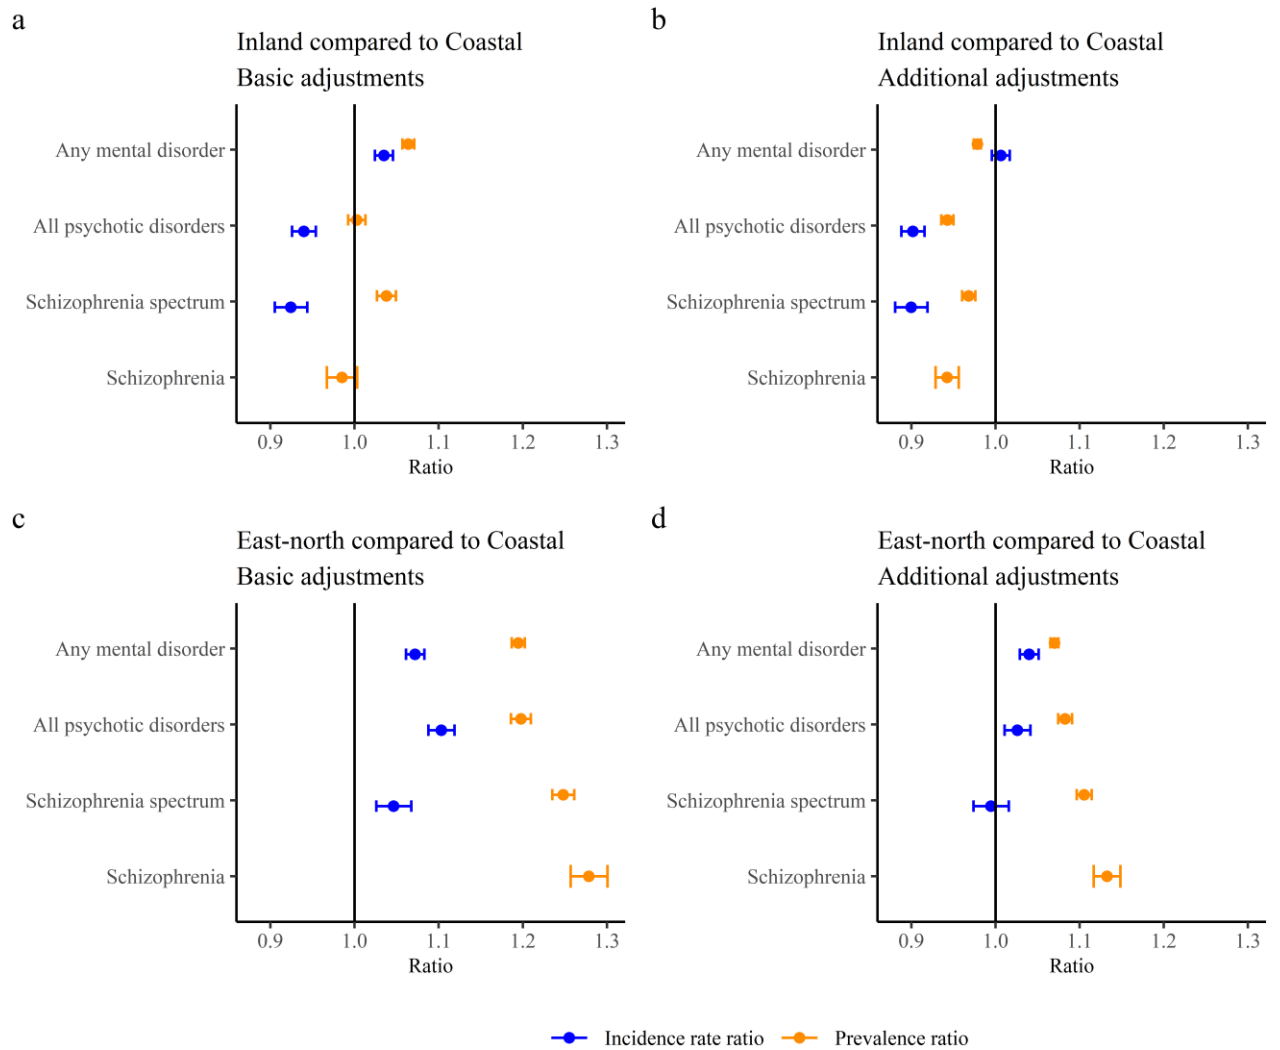 a
Inland compared to Coastal
Basic adjustments
Any mental disorder
All psychotic disorders
Schizophrenia spectrum
Schizophrenia
0.9 1.0 1.1 1.2 1.3
Ratio
b
Inland compared to Coastal
Additional adjustments
Any mental disorder
All psychotic disorders
Schizophrenia spectrum
Schizophrenia
0.9 1.0 1.1 1.2 1.3
Ratio
c
East-north compared to Coastal
Basic adjustments
Any mental disorder
All psychotic disorders
Schizophrenia spectrum
Schizophrenia
0.9 1.0 1.1 1.2 1.3
Ratio
d
East-north compared to Coastal
Additional adjustments
Any mental disorder
All psychotic disorders
Schizophrenia spectrum
Schizophrenia
0.9 1.0 1.1 1.2 1.3
Ratio
Incidence rate ratio Prevalence ratio